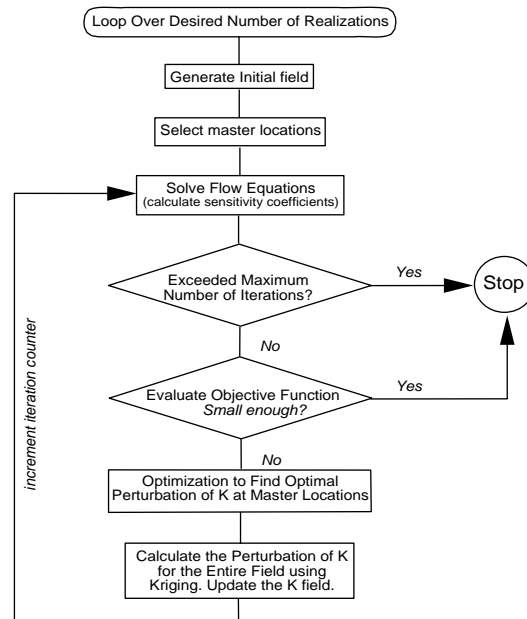 Loop Over Desired Number of Realizations
Generate Initial field
Select master locations
Solve Flow Equations
(calculate sensitivity coefficients)
Exceeded Maximum
Number of Iterations?
Yes
Stop
No
Evaluate Objective Function
Small enough?
Yes
No
Optimization to Find Optimal
Perturbation of K at Master Locations
Calculate the Perturbation of K
for the Entire Field using
Kriging. Update the K field.
increment iteration counter